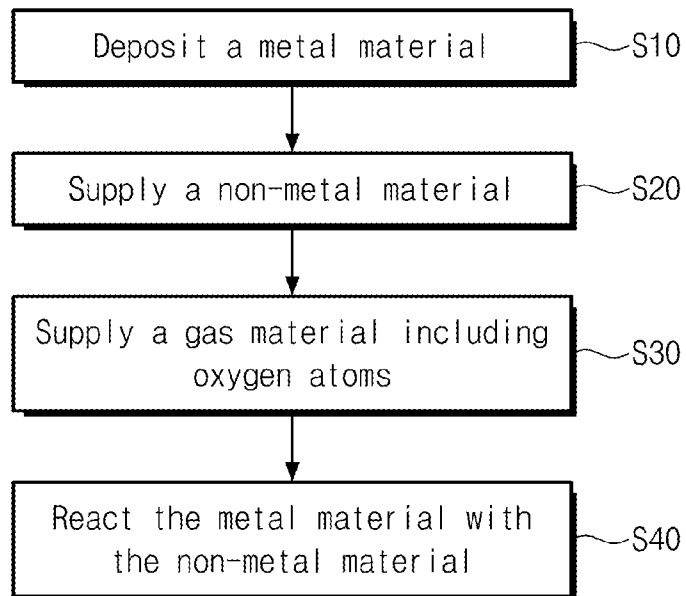 Deposit a metal material
S10
Supply a non-metal material
S20
Supply a gas material including
oxygen atoms
S30
React the metal material with
the non-metal material
S40